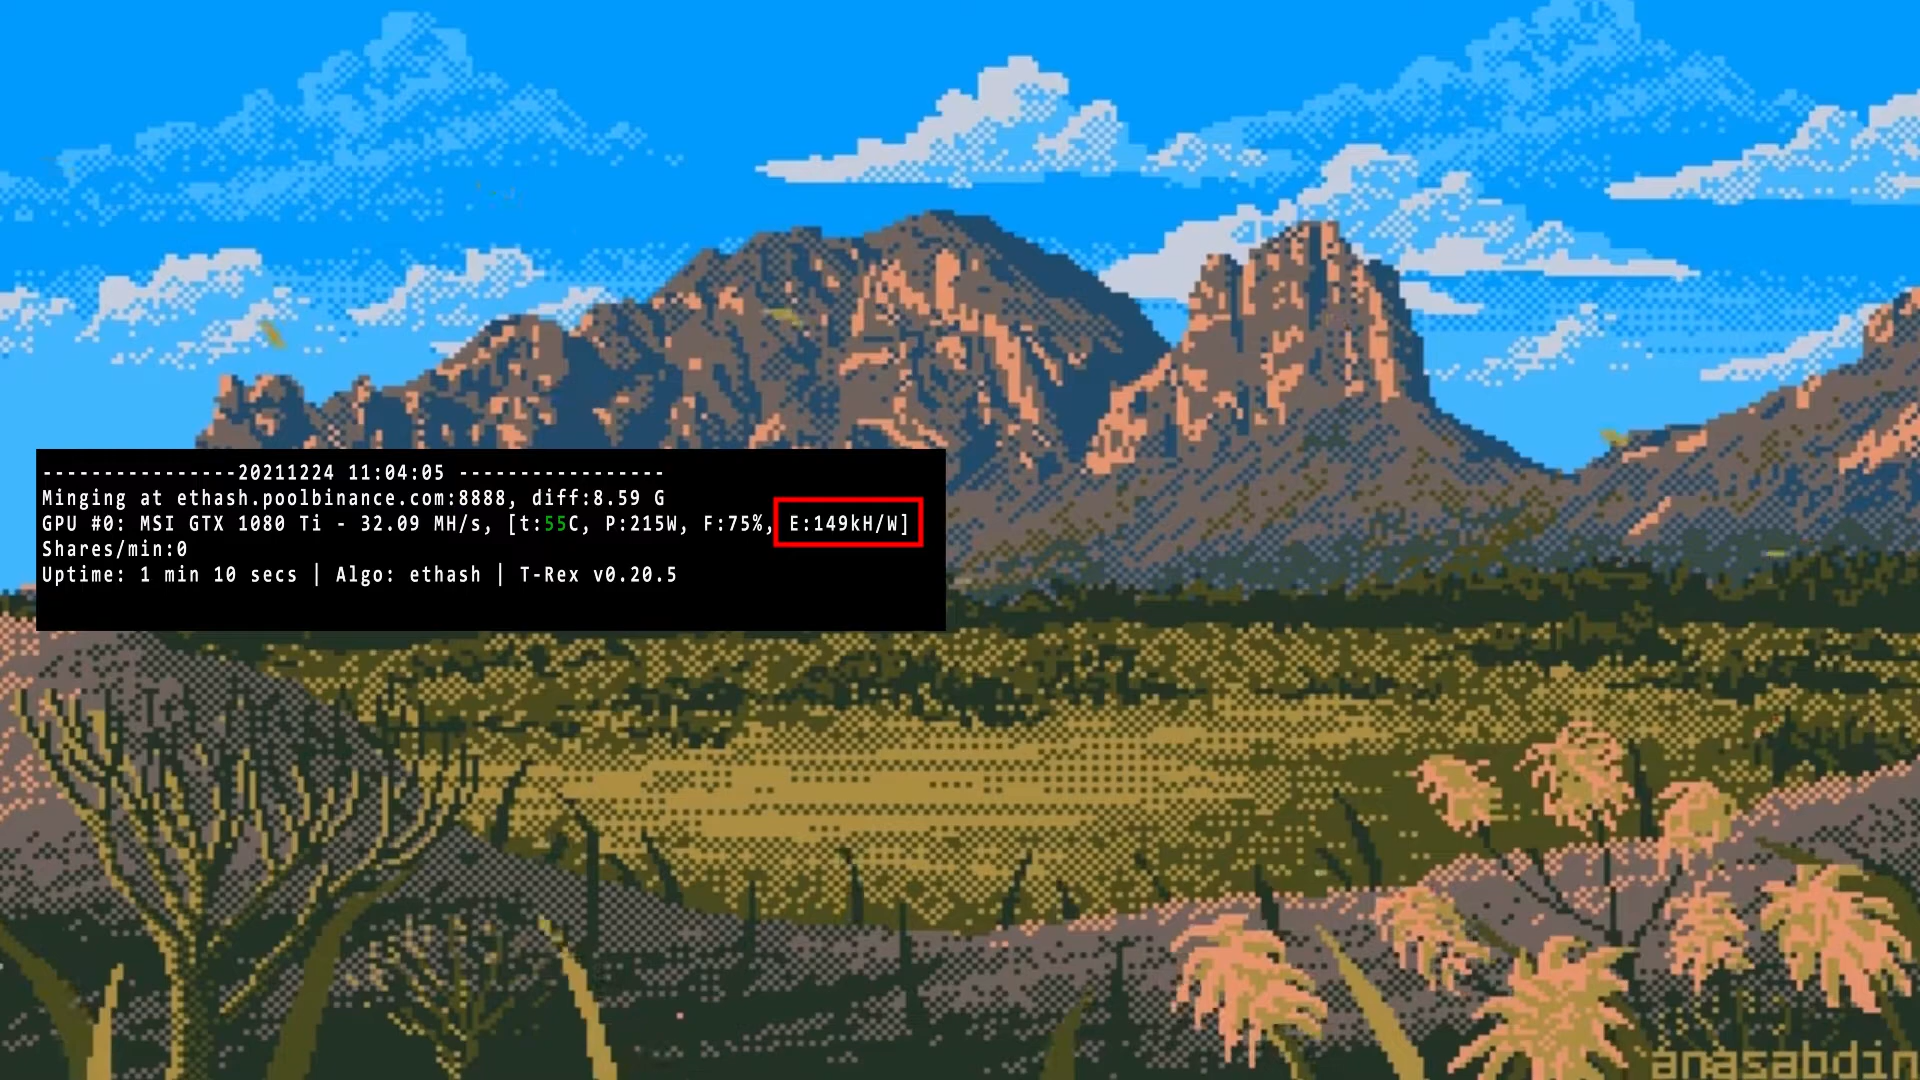 ----------------20211224 11:04:05 -----------------
Minging at ethash.poolbinance.com:8888, diff:8.59 G
GPU #0: MSI GTX 1080 Ti - 32.09 MH/s, [t:55C, P:215W, F:75%, E:149kH/W]
Shares/min:0
Uptime: 1 min 10 secs | Algo: ethash | T-Rex v0.20.5
anasabdin